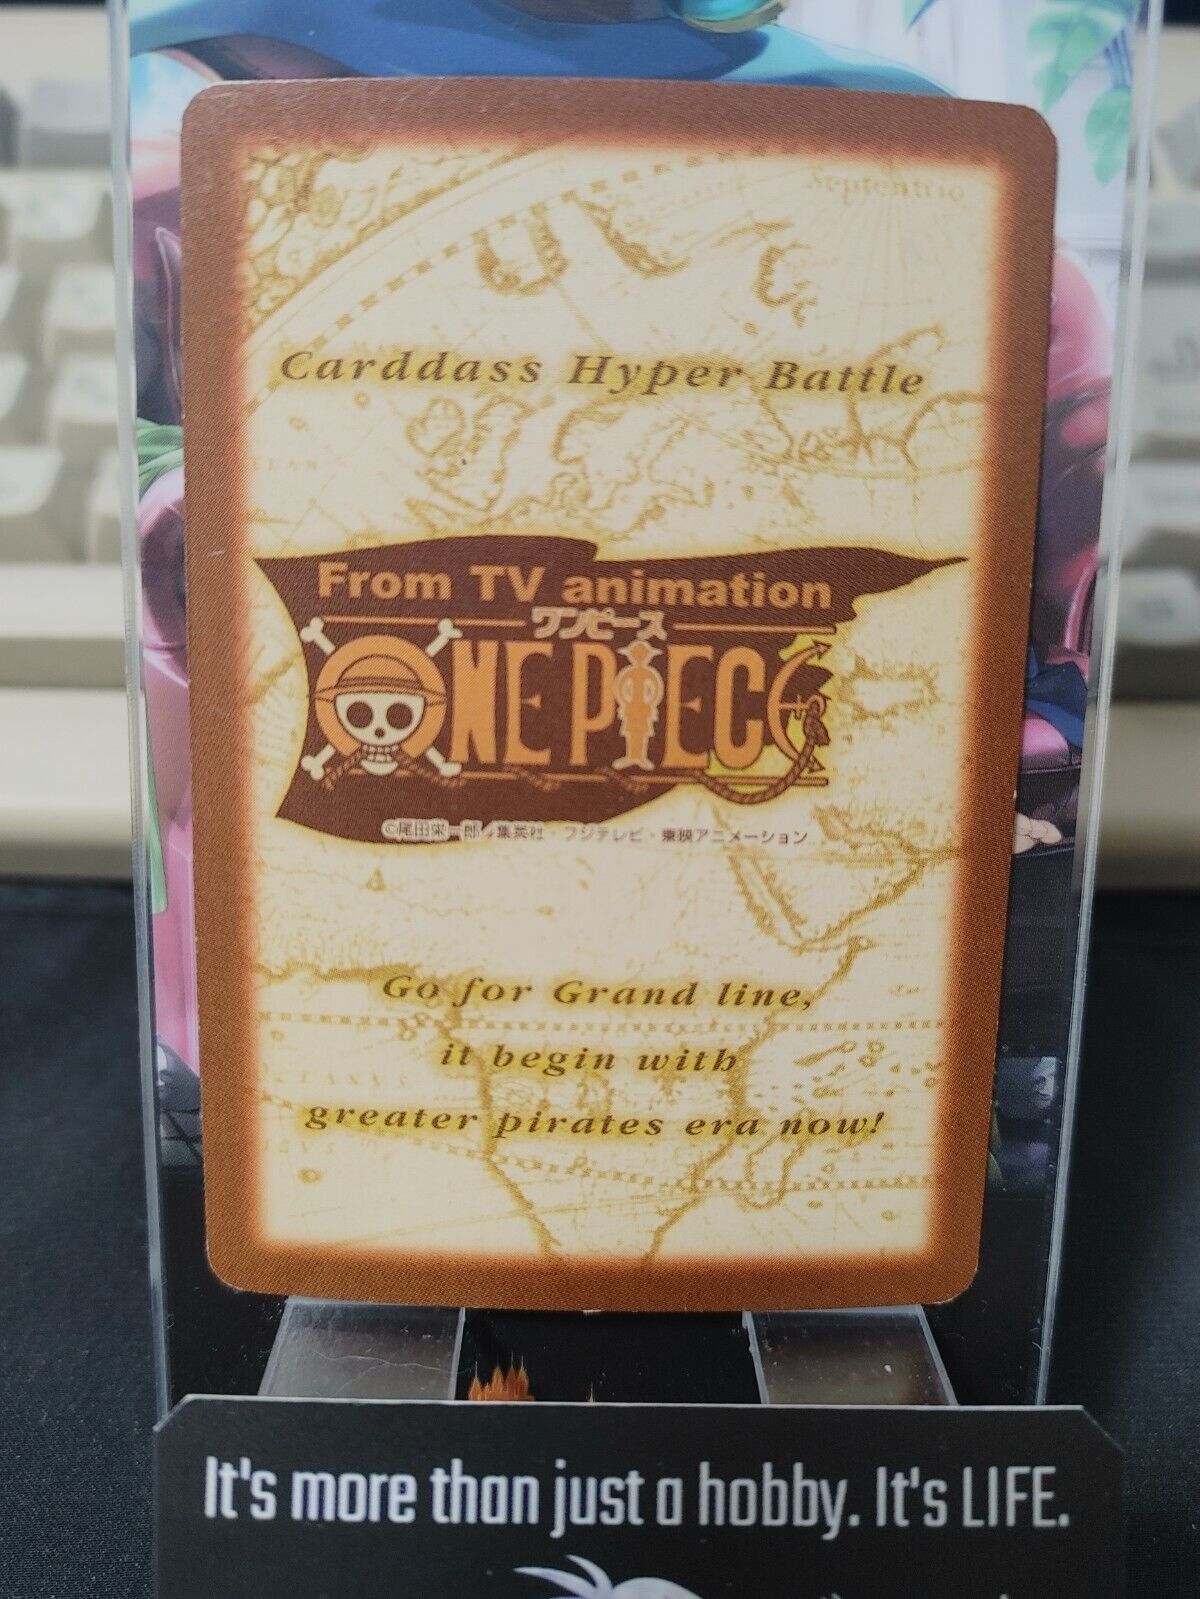 Septentrio
Carddass Hyper Battle
From TV animation
ワンピース
ONE PIECE
©尾田栄一郎/集英社・フジテレビ・東映アニメーション
Go for Grand line,
it begin with
greater pirates era now!
It's more than just a hobby. It's LIFE.